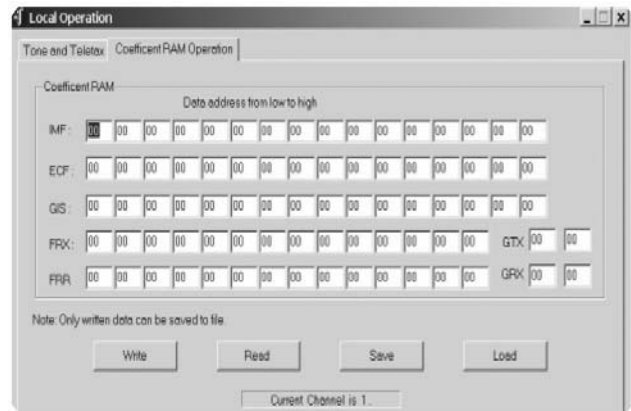 Local Operation
Tone and Teletax Coefficent RAM Operation
Coefficent RAM
Data address from low to high
IMF : 00 00 00 00 00 00 00 00 00 00 00 00 00 00 00 00
ECF : 00 00 00 00 00 00 00 00 00 00 00 00 00 00 00 00
GIS : 00 00 00 00 00 00 00 00 00 00 00 00 00 00 00 00
FRX : 00 00 00 00 00 00 00 00 00 00 00 00 00 00 GTX 00 00
FRR 00 00 00 00 00 00 00 00 00 00 00 00 00 00 GRX 00 00
Note: Only written data can be saved to file.
Write Read Save Load
Current Channel is 1 .